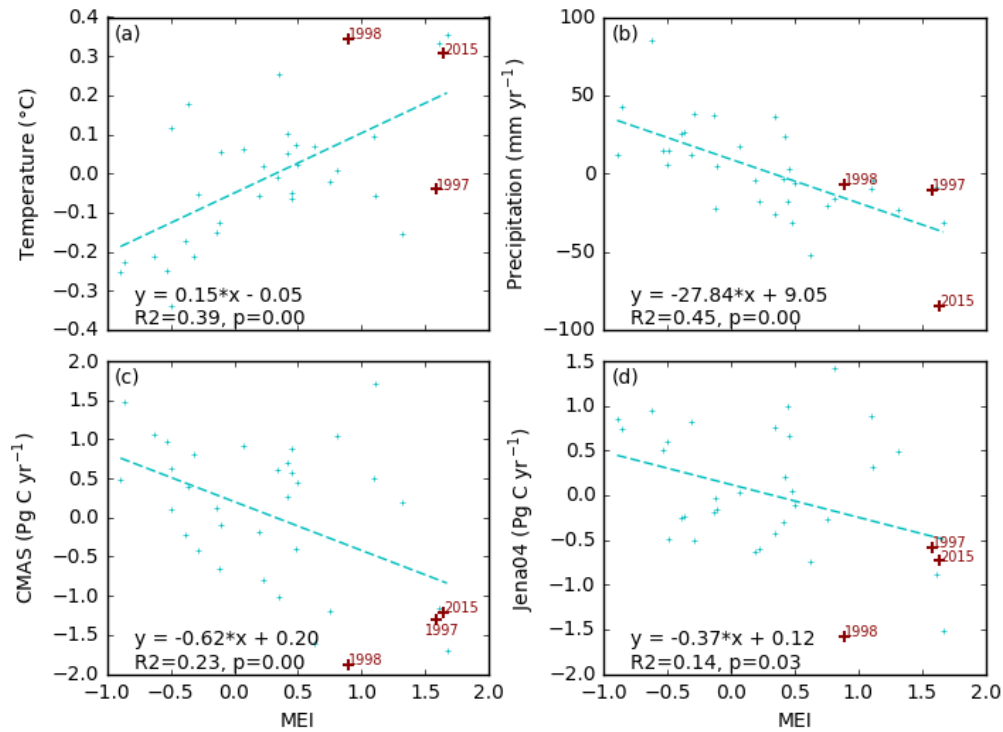 (a)
0.4
0.3
0.2
0.1
0.0
−0.1
−0.2
−0.3
−0.4
Temperature (°C)
1998
2015
1997
y = 0.15*x - 0.05
R2=0.39, p=0.00
(b)
100
50
0
−50
−100
Precipitation (mm yr⁻¹)
1998
1997
2015
y = -27.84*x + 9.05
R2=0.45, p=0.00
(c)
2.0
1.5
1.0
0.5
0.0
−0.5
−1.0
−1.5
−2.0
CMAS (Pg C yr⁻¹)
2015
1997
1998
y = -0.62*x + 0.20
R2=0.23, p=0.00
−1.0 −0.5 0.0 0.5 1.0 1.5 2.0
MEI
(d)
1.5
1.0
0.5
0.0
−0.5
−1.0
−1.5
−2.0
Jena04 (Pg C yr⁻¹)
1997
2015
1998
y = -0.37*x + 0.12
R2=0.14, p=0.03
−1.0 −0.5 0.0 0.5 1.0 1.5 2.0
MEI